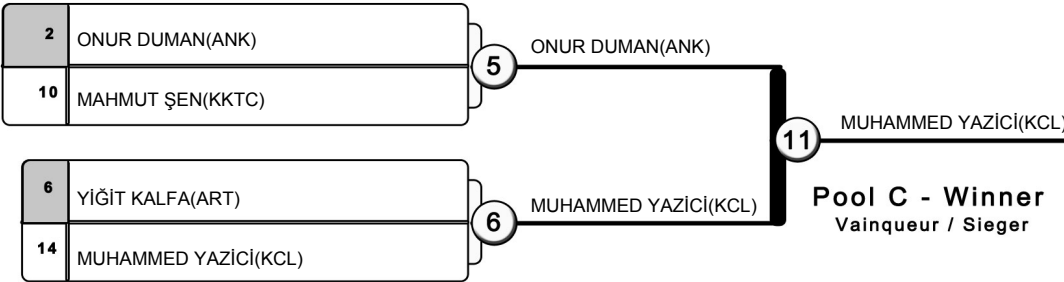 2 ONUR DUMAN(ANK)
10 MAHMUT ŞEN(KKTC)
5
ONUR DUMAN(ANK)
6 YİĞİT KALFA(ART)
14 MUHAMMED YAZİCİ(KCL)
6
MUHAMMED YAZİCİ(KCL)
11
MUHAMMED YAZİCİ(KCL)
Pool C - Winner
Vainqueur / Sieger